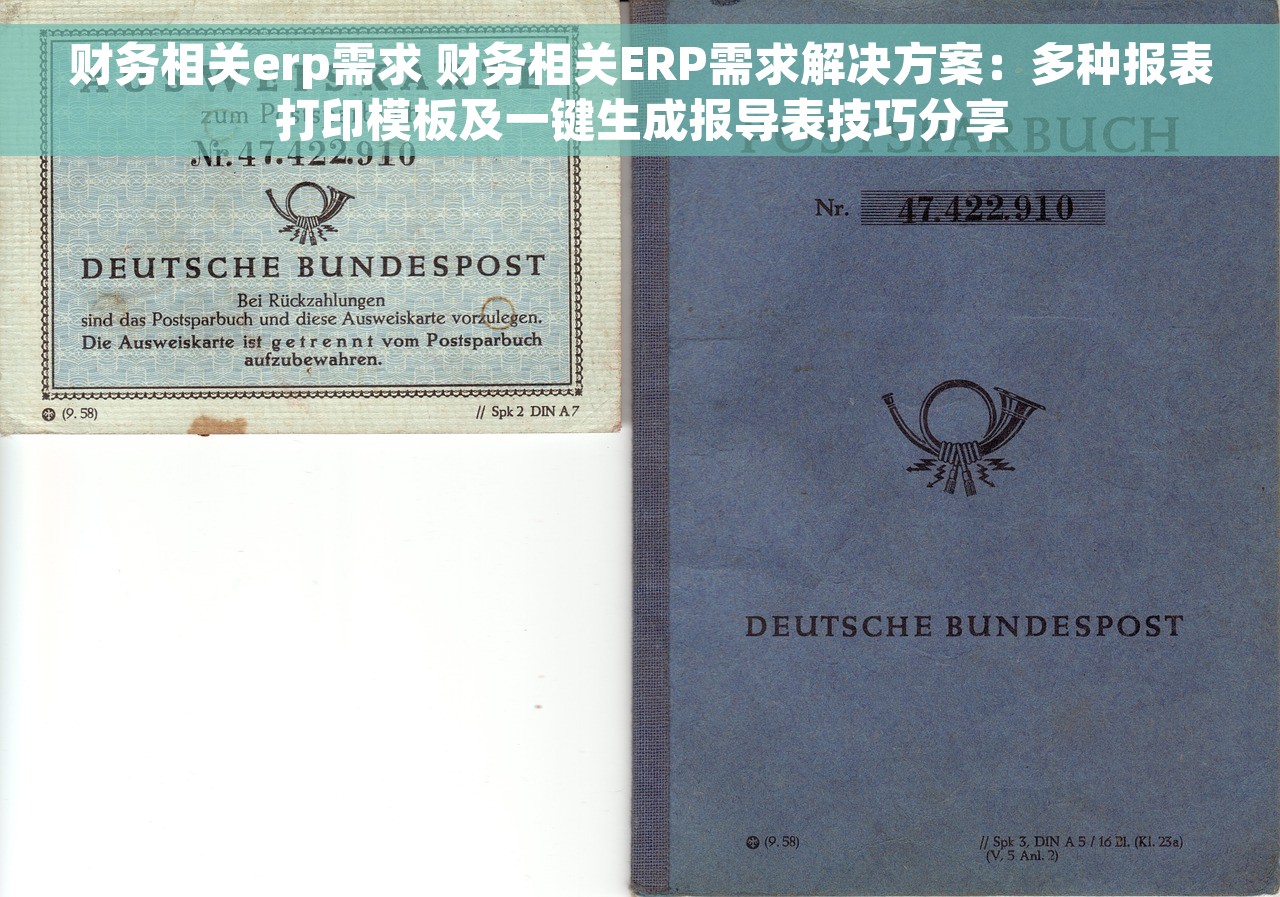 财务相关erp需求 财务相关ERP需求解决方案：多种报表
打印模板及一键生成报导表技巧分享
AUSWEISKARTE
zum Postsparbuch
Nr. 47.422.910
DEUTSCHE BUNDESPOST
Bei Rückzahlungen
sind das Postsparbuch und diese Ausweiskarte vorzulegen.
Die Ausweiskarte ist getrennt vom Postsparbuch
aufzubewahren.
(9. 58)
// Spk 2 DIN A 7
POSTSPARBUCH
Nr. 47.422.910
DEUTSCHE BUNDESPOST
(9. 58)
// Spk 3, DIN A 5 / 16 Bl. (Kl. 23a)
(V, 5 Anl. 2)